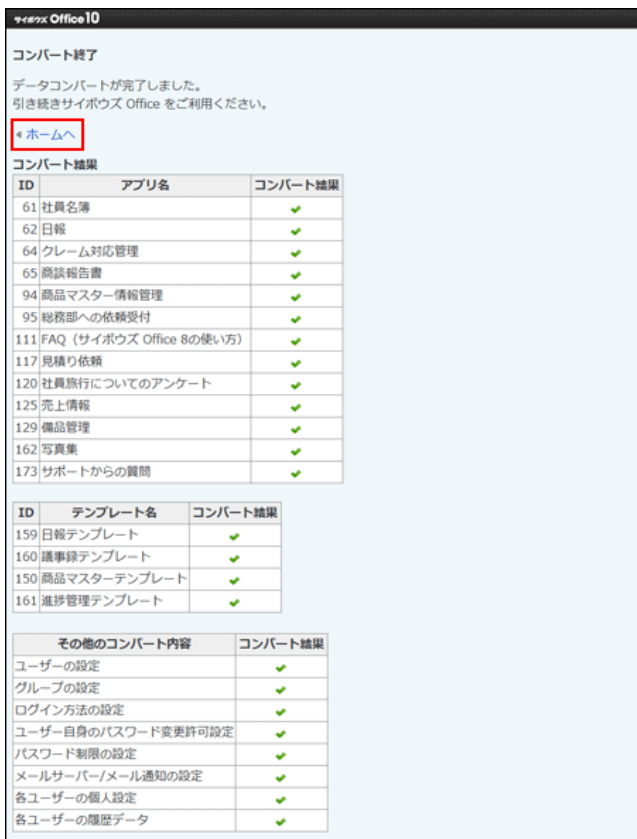 サイボウズ Office 10
コンバート終了
データコンバートが完了しました。
引き続きサイボウズ Office をご利用ください。
ホームへ
コンバート結果
ID アプリ名 コンバート結果
61 社員名簿
62 日報
64 クレーム対応管理
65 商談報告書
94 商品マスター情報管理
95 総務部への依頼受付
111 FAQ（サイボウズ Office 8の使い方）
117 見積り依頼
120 社員旅行についてのアンケート
125 売上情報
129 備品管理
162 写真集
173 サポートからの質問
ID テンプレート名 コンバート結果
159 日報テンプレート
160 議事録テンプレート
150 商品マスターテンプレート
161 進捗管理テンプレート
その他のコンバート内容 コンバート結果
ユーザーの設定
グループの設定
ログイン方法の設定
ユーザー自身のパスワード変更許可設定
パスワード制限の設定
メールサーバー/メール通知の設定
各ユーザーの個人設定
各ユーザーの履歴データ